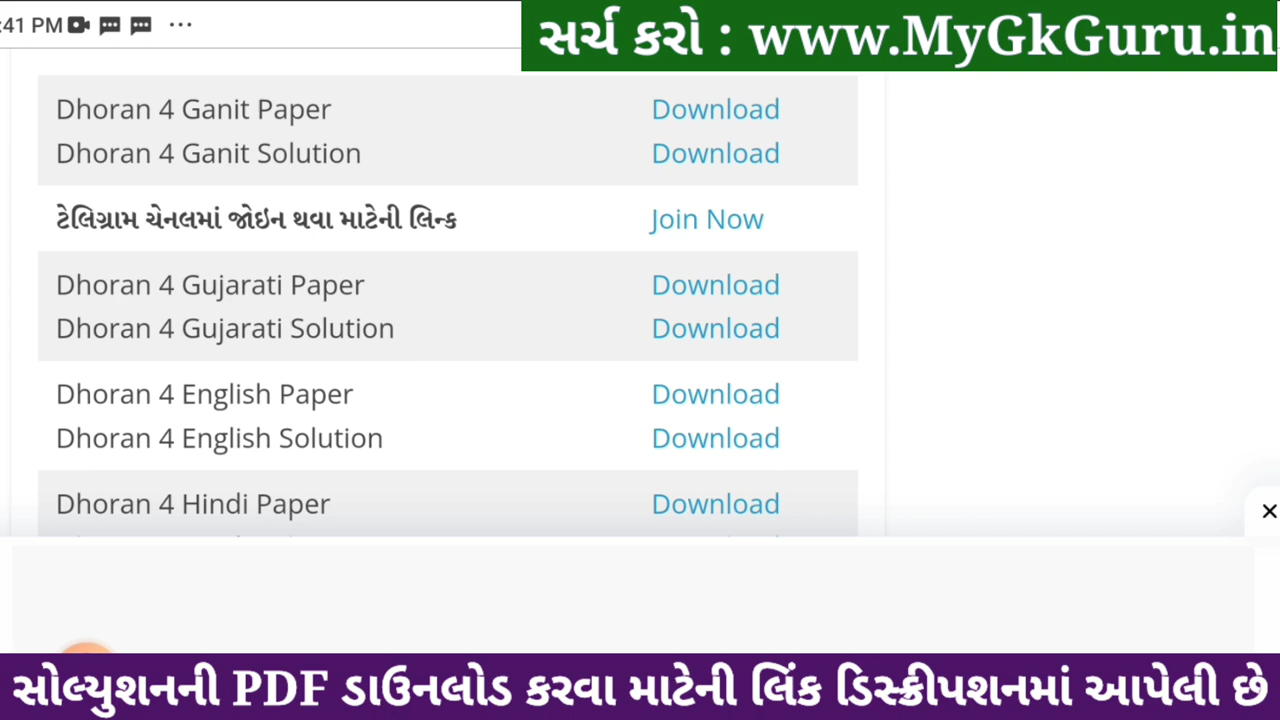 :41 PM
સર્ચ કરો : www.MyGkGuru.in
Dhoran 4 Ganit Paper Download
Dhoran 4 Ganit Solution Download
ટેલિગ્રામ ચેનલમાં જોઇન થવા માટેની લિન્ક Join Now
Dhoran 4 Gujarati Paper Download
Dhoran 4 Gujarati Solution Download
Dhoran 4 English Paper Download
Dhoran 4 English Solution Download
Dhoran 4 Hindi Paper Download
સોલ્યુશનની PDF ડાઉનલોડ કરવા માટેની લિંક ડિસ્ક્રીપશનમાં આપેલી છે